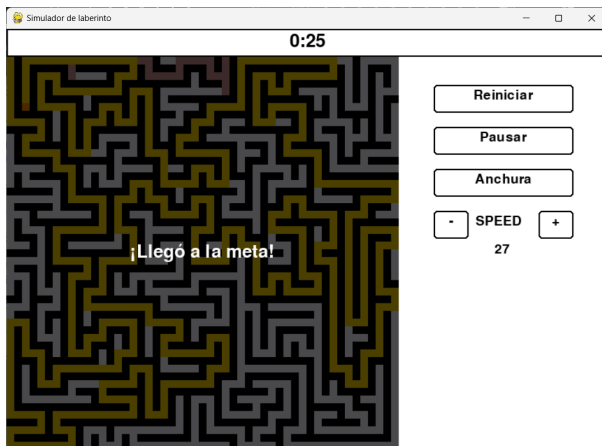 Simulador de laberinto
0:25
Reiniciar
Pausar
Anchura
- SPEED +
27
¡Llegó a la meta!